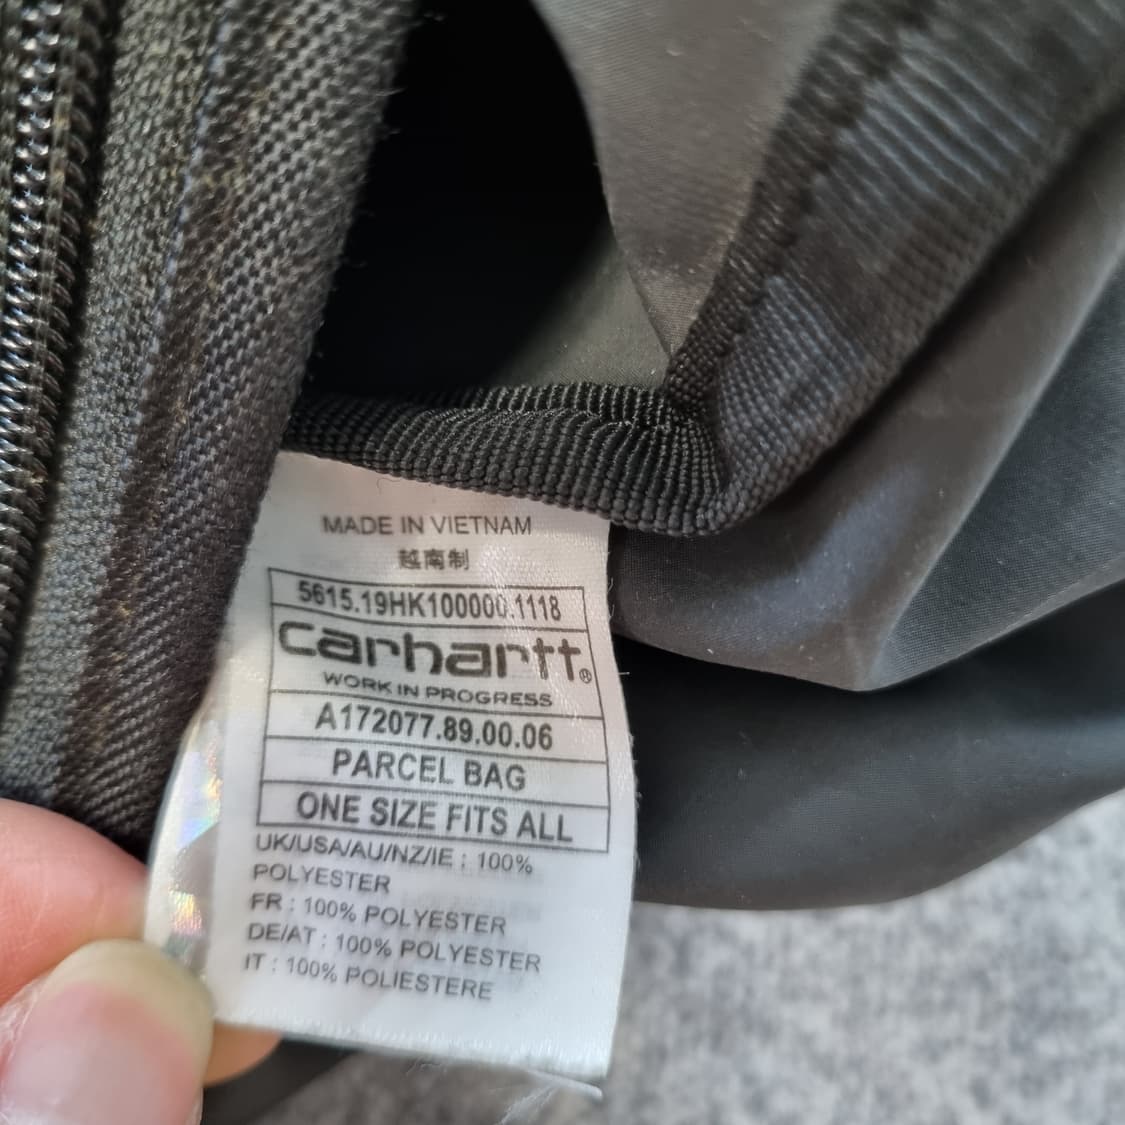 MADE IN VIETNAM
越南制
5615.19HK100000.1118
carhartt®
WORK IN PROGRESS
A172077.89.00.06
PARCEL BAG
ONE SIZE FITS ALL
UK/USA/AU/NZ/IE : 100%
POLYESTER
FR : 100% POLYESTER
DE/AT : 100% POLYESTER
IT : 100% POLIESTERE